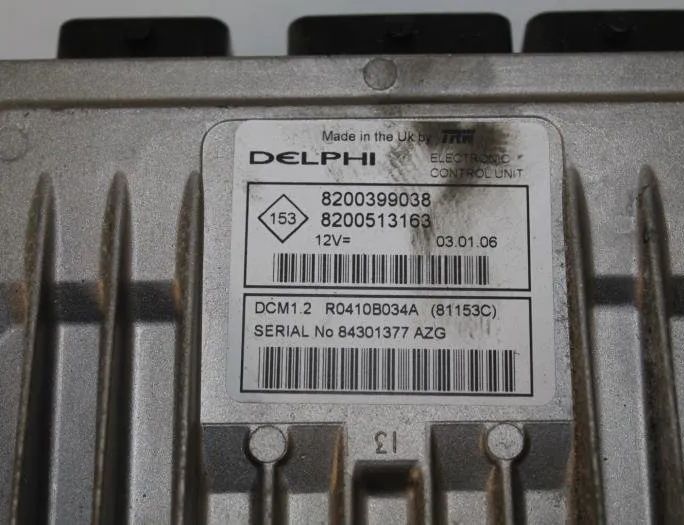 Made in the Uk by TRW
DELPHI ELECTRONIC
CONTROL UNIT
153
8200399038
8200513163
12V= 03.01.06
DCM1.2 R0410B034A (81153C)
SERIAL No 84301377 AZG
13